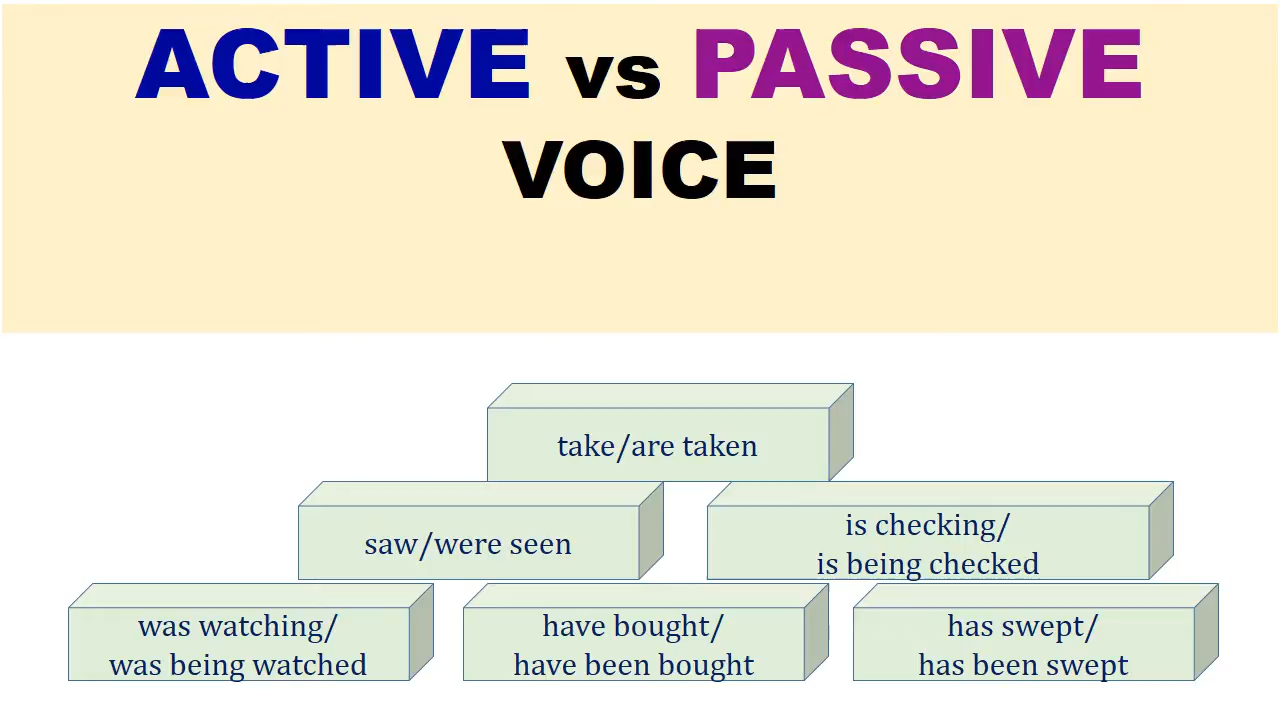 ACTIVE vs PASSIVE
VOICE
take/are taken
saw/were seen
is checking/
is being checked
was watching/
was being watched
have bought/
have been bought
has swept/
has been swept